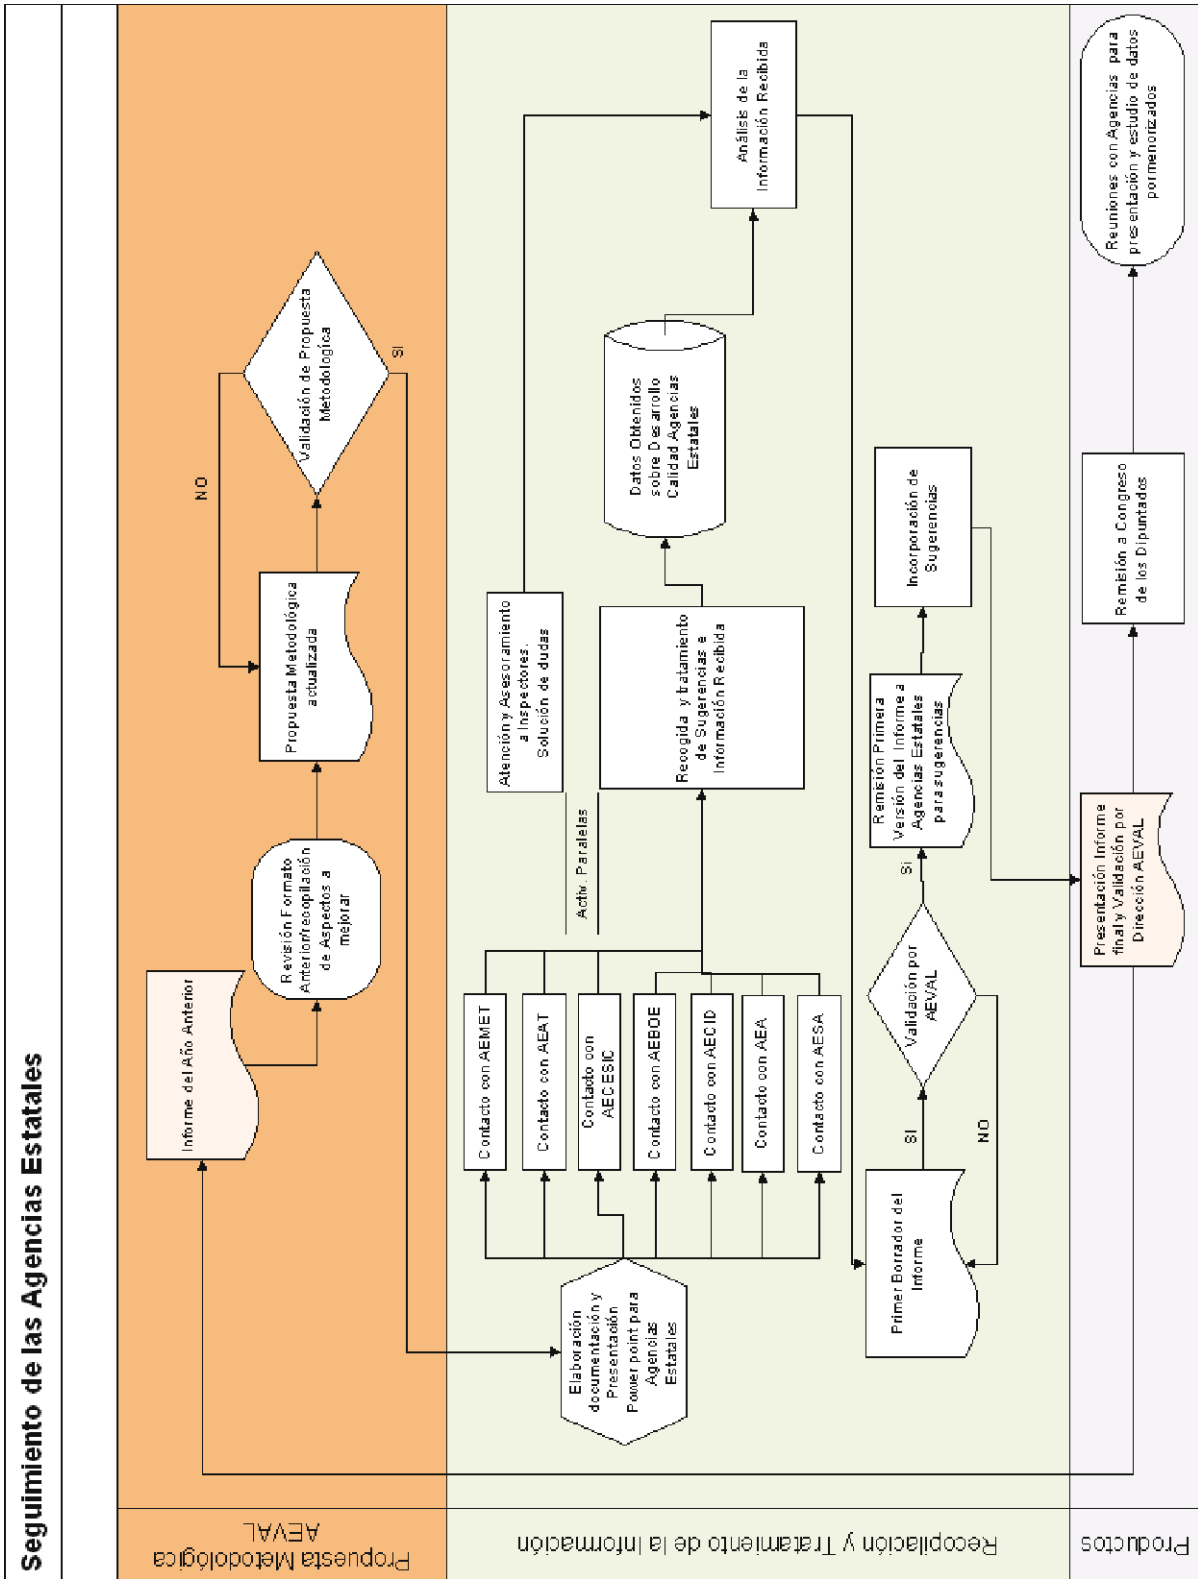 Seguimiento de las Agencias Estatales
Propuesta Metodológica
AEVAL
Informe del Año Anterior
Revisión Formato
Anterior/recopilación
de Aspectos a
mejorar
Propuesta Metodológica
actualizada
Validación de Propuesta
Metodologíca
NO
SI
Recopilación y Tratamiento de la Información
Elaboración
documentación y
Presentación
Power point para
Agencias
Estatales
Contacto con AEMET
Contacto con AEAT
Contacto con
AECESIC
Contacto con AEBOE
Contacto con AECID
Contacto con AEA
Contacto con AESA
Activ. Paralelas
Atención y Asesoramiento
a Inspectores.
Solución de dudas
Recogida y tratamiento
de Sugerencias e
Información Recibida
Datos Obtenidos
sobre Desarrollo
Calidad Agencias
Estatales
Análisis de la
Información Recibida
Primer Borrador del
Informe
SI
NO
Validación por
AEVAL
Si
Remisión Primera
Versión del Informe a
Agencias Estatales
para sugerencias
Incorporación de
Sugerencias
Productos
Presentación Informe
final y Validación por
Dirección AEVAL
Remisión a Congreso
de los Dipuntados
Reuniones con Agencias para
presentación y estudio de datos
pormenorizados